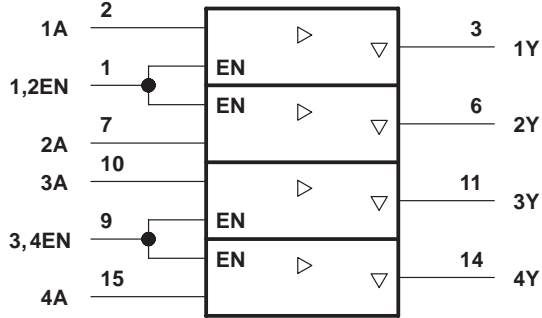 1A 2 3 1Y
1,2EN 1 EN
EN 6 2Y
2A 7
3A 10 11 3Y
3,4EN 9 EN
EN 14 4Y
4A 15